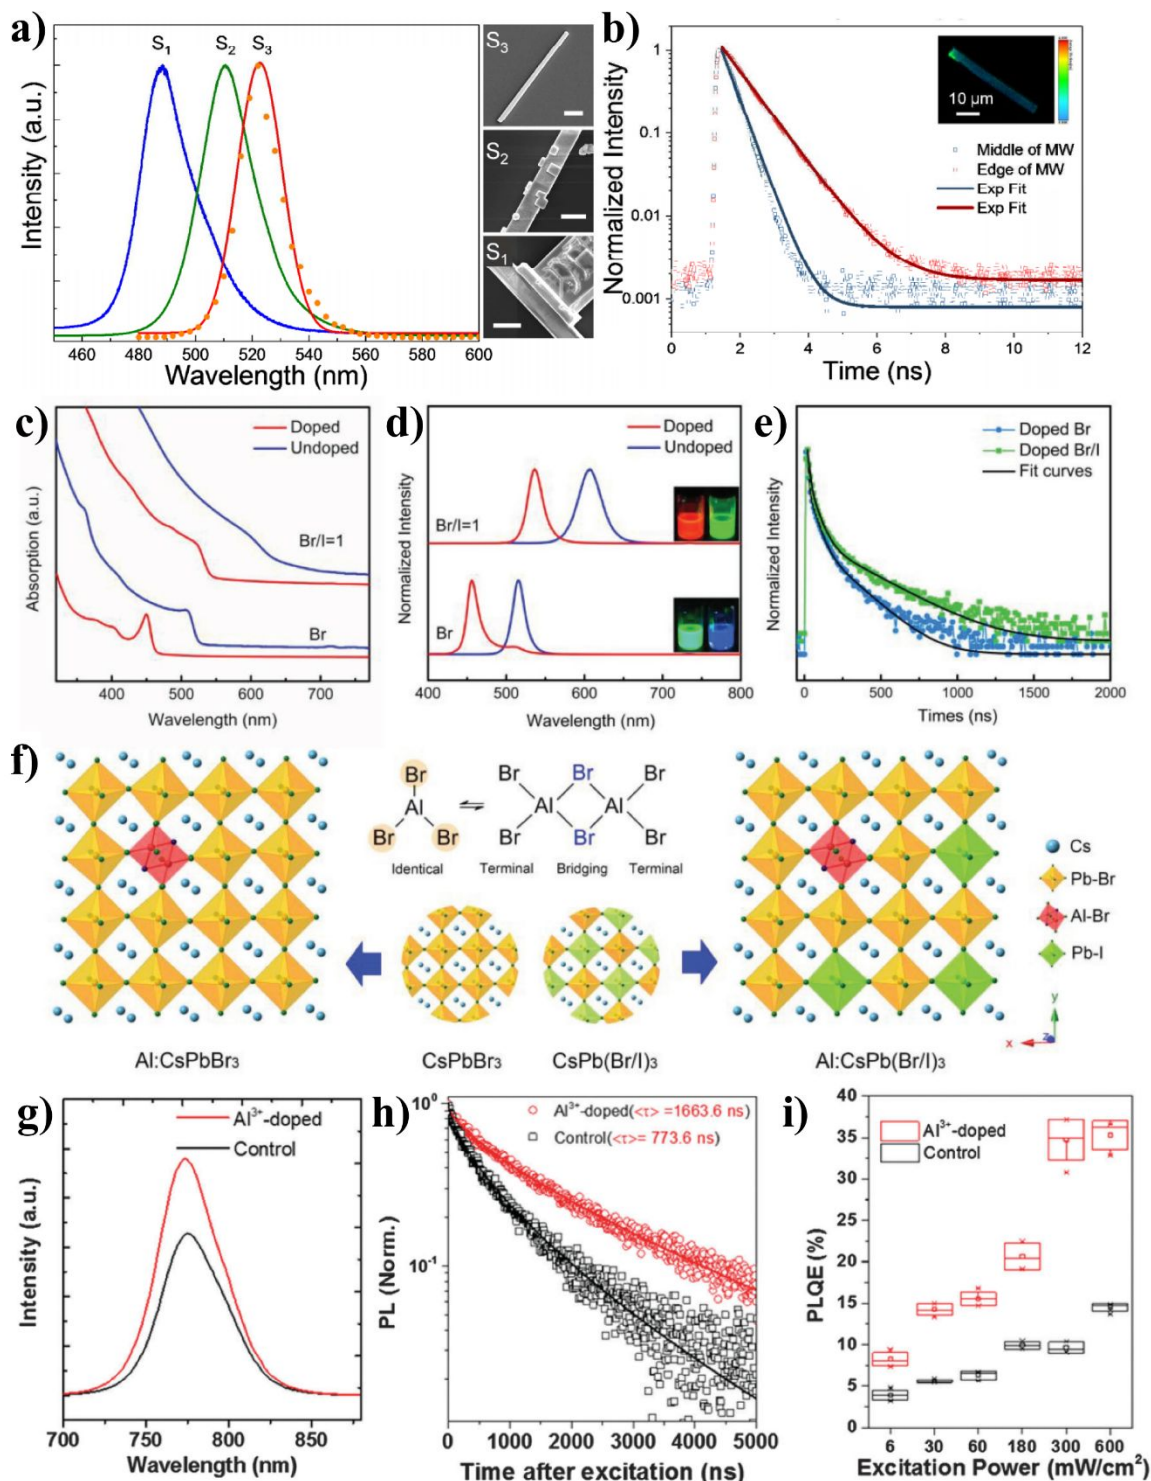 a)
S1
S2
S3
Intensity (a.u.)
460
480
500
520
540
560
580
600
Wavelength (nm)
S3
S2
S1
b)
Normalized Intensity
1
0.1
0.01
0.001
10 µm
Middle of MW
Edge of MW
Exp Fit
Exp Fit
0
2
4
6
8
10
12
Time (ns)
c)
Absorption (a.u.)
Doped
Undoped
Br/I=1
Br
400
500
600
700
Wavelength (nm)
d)
Normalized Intensity
Doped
Undoped
Br/I=1
Br
400
500
600
700
800
Wavelength (nm)
e)
Normalized Intensity
Doped Br
Doped Br/I
Fit curves
0
500
1000
1500
2000
Times (ns)
f)
Br
Al
Br
Br
Identical
Br
Br
Br
Al
Al
Br
Br
Br
Terminal
Bridging
Terminal
Cs
Pb-Br
Al-Br
Pb-I
y
x
z
Al:CsPbBr3
CsPbBr3
CsPb(Br/I)3
Al:CsPb(Br/I)3
g)
Intensity (a.u.)
Al3+-doped
Control
700
750
800
850
Wavelength (nm)
h)
PL (Norm.)
10^0
10^-1
Al3+-doped(<τ> =1663.6 ns)
Control(<τ>= 773.6 ns)
0
1000
2000
3000
4000
5000
Time after excitation (ns)
i)
PLQE (%)
40
35
30
25
20
15
10
5
0
Al3+-doped
Control
6
30
60
180
300
600
Excitation Power (mW/cm2)